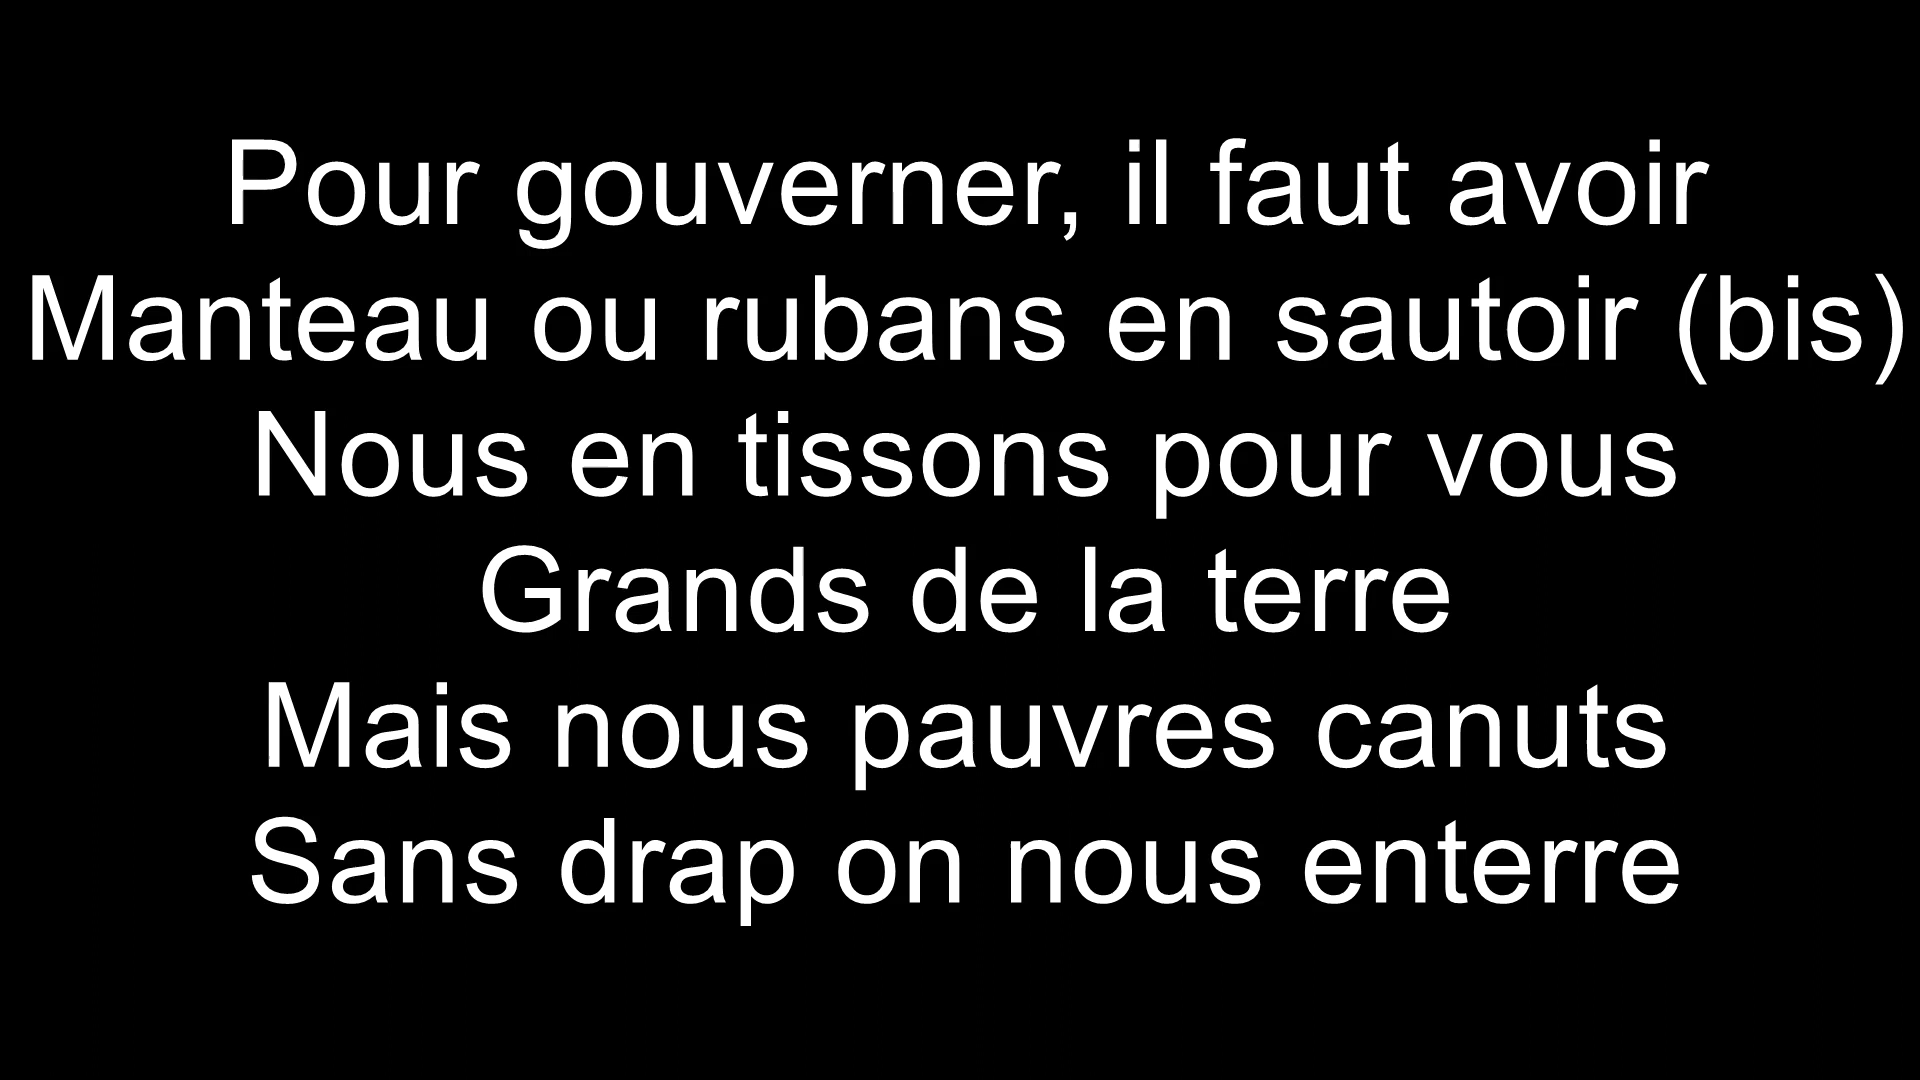 Pour gouverner, il faut avoir
Manteau ou rubans en sautoir (bis)
Nous en tissons pour vous
Grands de la terre
Mais nous pauvres canuts
Sans drap on nous enterre